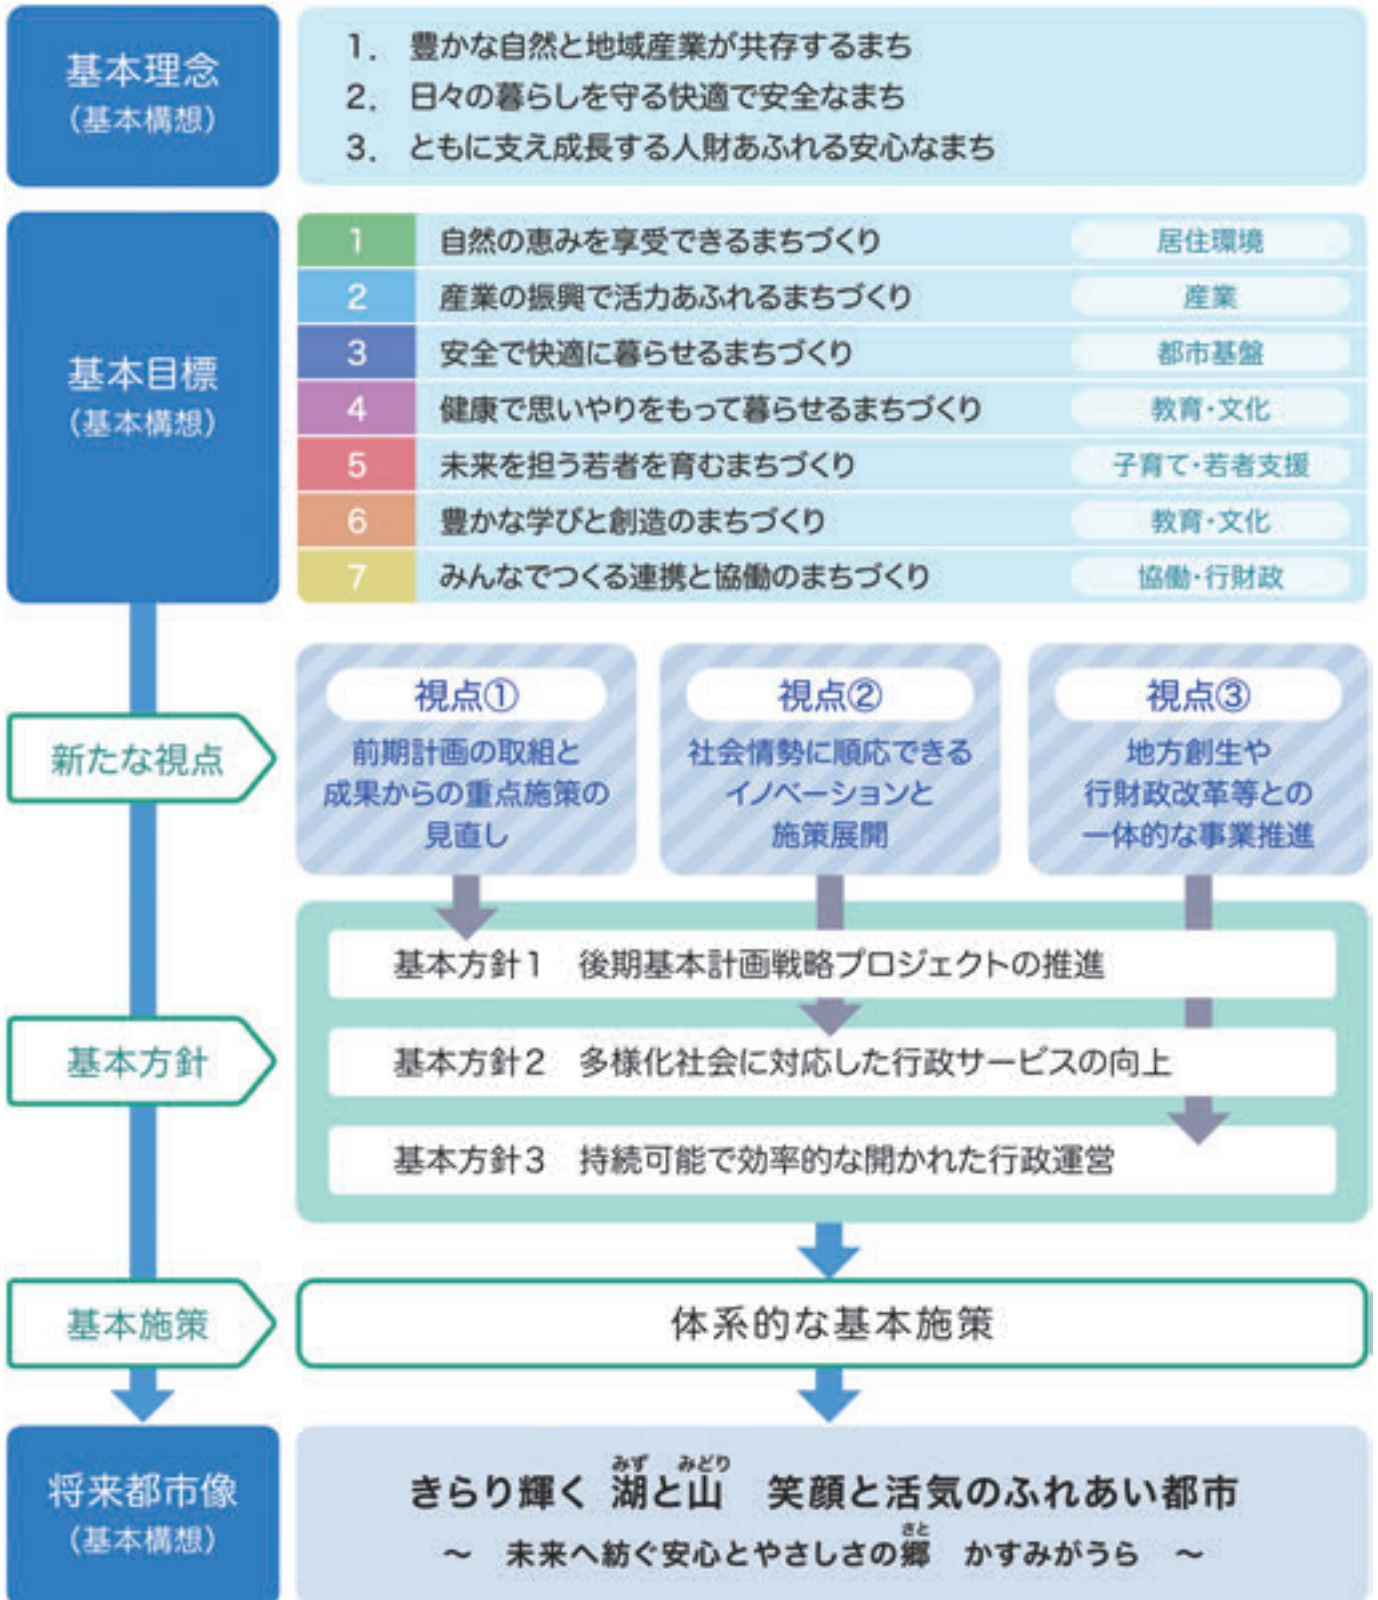 基本理念
（基本構想）
1. 豊かな自然と地域産業が共存するまち
2. 日々の暮らしを守る快適で安全なまち
3. ともに支え成長する人財あふれる安心なまち
基本目標
（基本構想）
1 自然の恵みを享受できるまちづくり 居住環境
2 産業の振興で活力あふれるまちづくり 産業
3 安全で快適に暮らせるまちづくり 都市基盤
4 健康で思いやりをもって暮らせるまちづくり 教育・文化
5 未来を担う若者を育むまちづくり 子育て・若者支援
6 豊かな学びと創造のまちづくり 教育・文化
7 みんなでつくる連携と協働のまちづくり 協働・行財政
新たな視点
視点①
前期計画の取組と
成果からの重点施策の
見直し
視点②
社会情勢に順応できる
イノベーションと
施策展開
視点③
地方創生や
行財政改革等との
一体的な事業推進
基本方針
基本方針1 後期基本計画戦略プロジェクトの推進
基本方針2 多様化社会に対応した行政サービスの向上
基本方針3 持続可能で効率的な開かれた行政運営
基本施策
体系的な基本施策
将来都市像
（基本構想）
みず みどり
きらり輝く 湖と山 笑顔と活気のふれあい都市
さと
～ 未来へ紡ぐ安心とやさしさの郷 かすみがうら ～